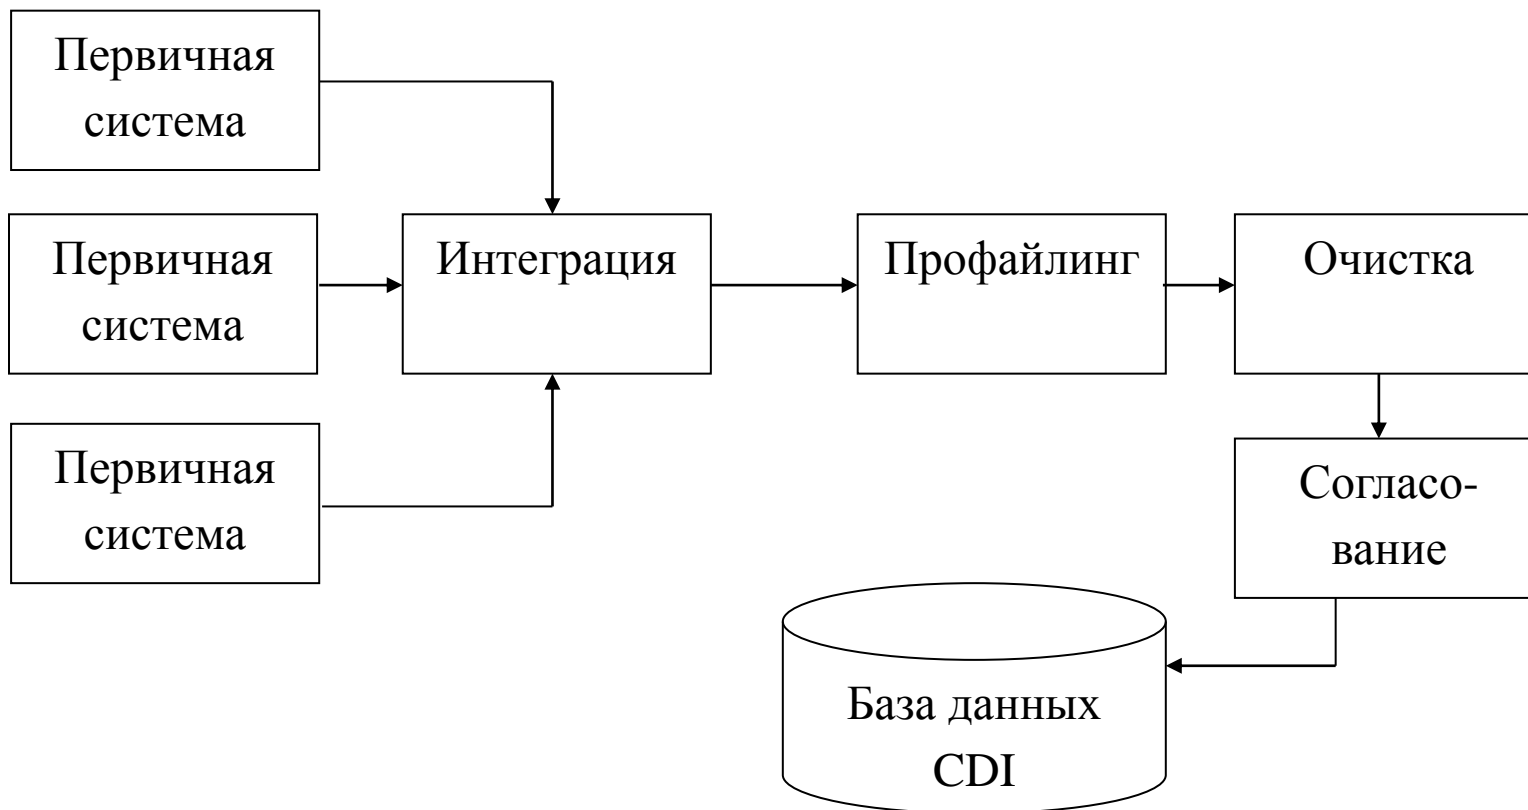 Первичная
система
Первичная
система
Интеграция
Профайлинг
Очистка
Первичная
система
Согласо-
вание
База данных
CDI